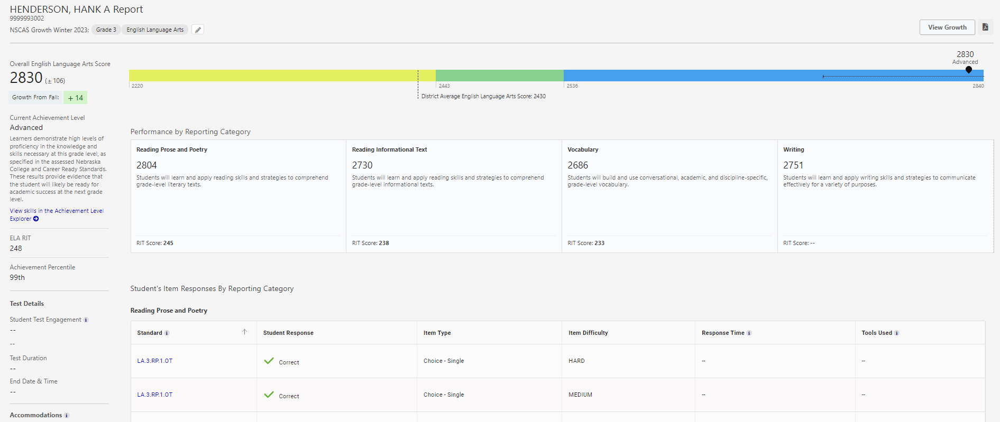 HENDERSON, HANK A Report
9999993002
NSCAS Growth Winter 2023: Grade 3 English Language Arts
View Growth
Overall English Language Arts Score
2830 (± 106)
Growth From Fall: + 14
2830
Advanced
2220 2443 2536 2840
District Average English Language Arts Score: 2430
Current Achievement Level
Advanced
Learners demonstrate high levels of
proficiency in the knowledge and
skills necessary at this grade level, as
specified in the assessed Nebraska
College and Career Ready Standards.
These results provide evidence that
the student will likely be ready for
academic success at the next grade
level.
View skills in the Achievement Level
Explorer
ELA RIT
248
Achievement Percentile
99th
Test Details
Student Test Engagement i
--
--
Test Duration
--
End Date & Time
--
Accommodations i
Performance by Reporting Category
Reading Prose and Poetry
2804
Students will learn and apply reading skills and strategies to comprehend
grade-level literary texts.
RIT Score: 245
Reading Informational Text
2730
Students will learn and apply reading skills and strategies to comprehend
grade-level informational texts.
RIT Score: 238
Vocabulary
2686
Students will build and use conversational, academic, and discipline-specific,
grade-level vocabulary.
RIT Score: 233
Writing
2751
Students will learn and apply writing skills and strategies to communicate
effectively for a variety of purposes.
RIT Score: --
Student's Item Responses By Reporting Category
Reading Prose and Poetry
Standard i Student Response Item Type Item Difficulty Response Time i Tools Used i
LA.3.RP.1.OT Correct Choice - Single HARD -- --
LA.3.RP.1.OT Correct Choice - Single MEDIUM -- --